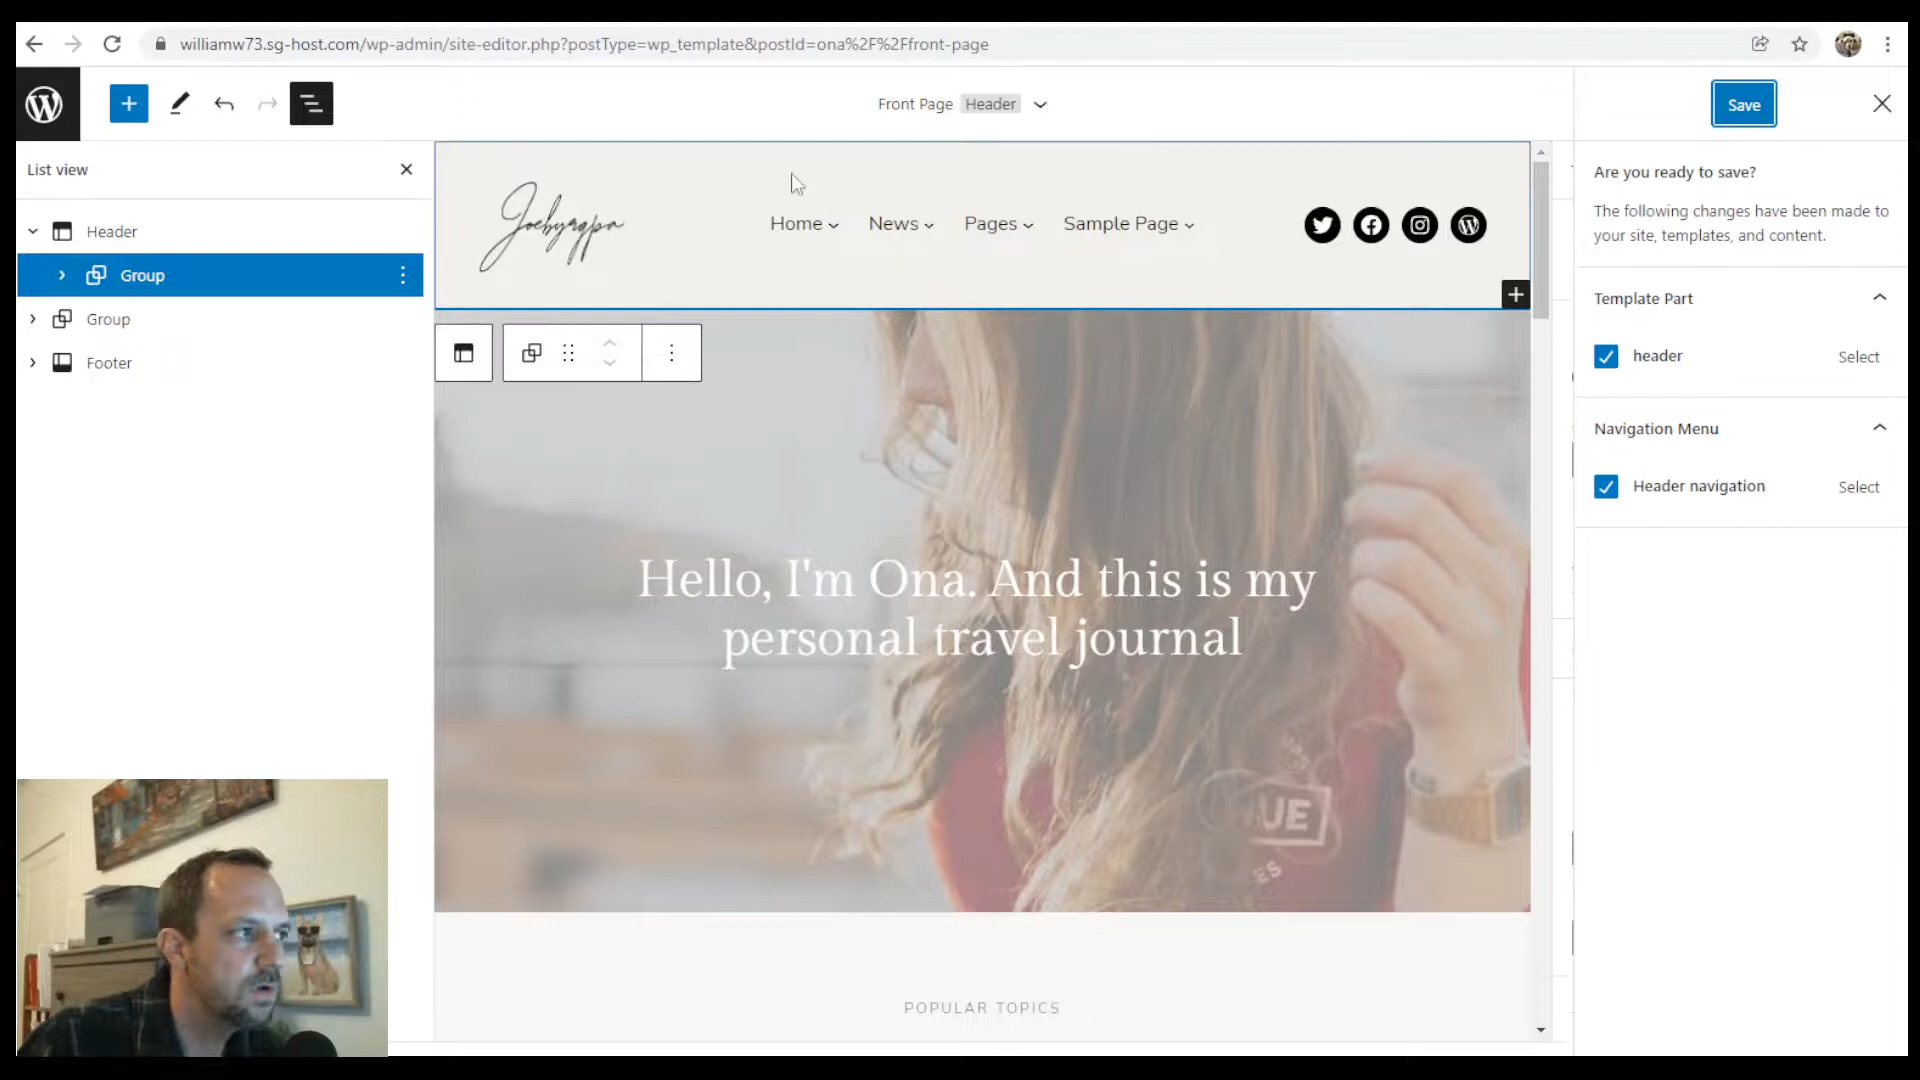 williamw73.sg-host.com/wp-admin/site-editor.php?postType=wp_template&postId=ona%2F%2Ffront-page
Front Page Header
Save
List view
Header
Group
Group
Footer
Home News Pages Sample Page
Hello, I'm Ona. And this is my
personal travel journal
UE
ES
POPULAR TOPICS
Are you ready to save?
The following changes have been made to
your site, templates, and content.
Template Part
header Select
Navigation Menu
Header navigation Select